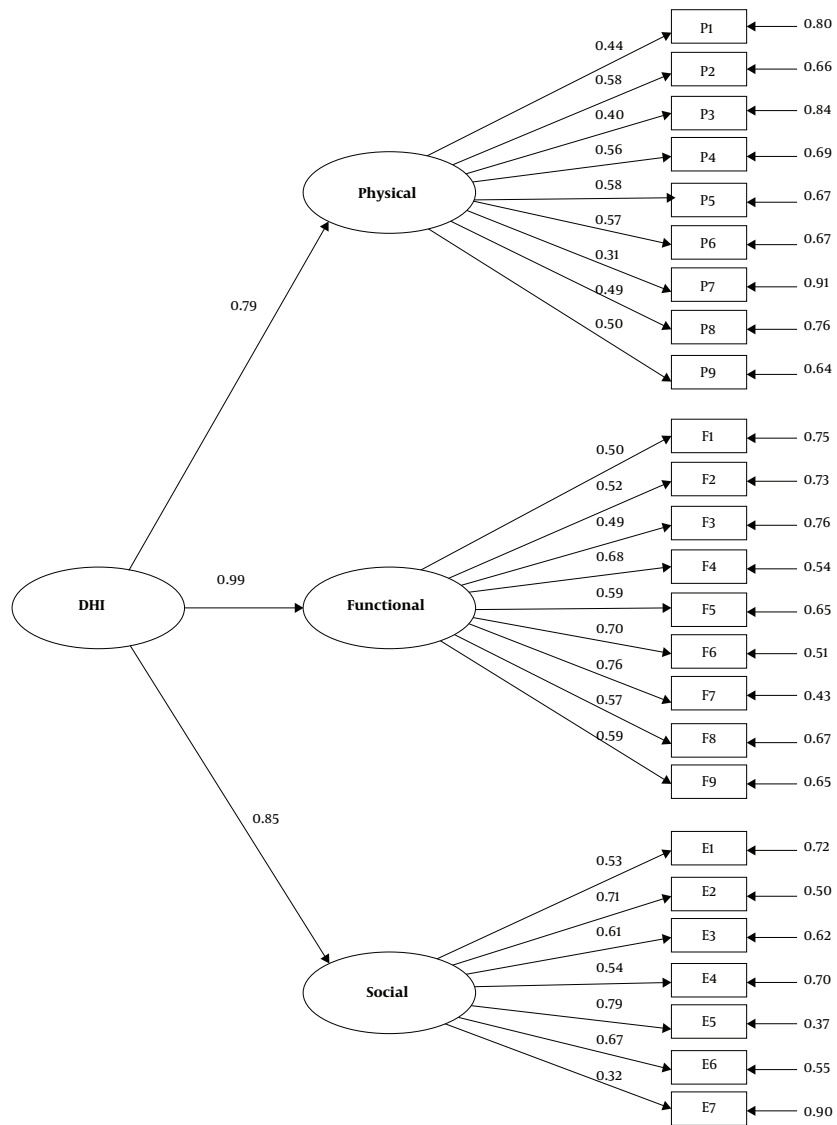 P1 0.80
0.44
P2 0.66
0.58
P3 0.84
0.40
P4 0.69
0.56
Physical
0.58 P5 0.67
0.57 P6 0.67
0.31
P7 0.91
0.49
0.79
P8 0.76
0.50
P9 0.64
F1 0.75
0.50
F2 0.73
0.52
F3 0.76
0.49
F4 0.54
0.68
0.99
DHI
Functional
0.59 F5 0.65
0.70 F6 0.51
0.76
F7 0.43
0.57
F8 0.67
0.59
F9 0.65
0.85
E1 0.72
0.53
E2 0.50
0.71
E3 0.62
0.61
E4 0.70
0.54
Social
0.79 E5 0.37
0.67
E6 0.55
0.32
E7 0.90